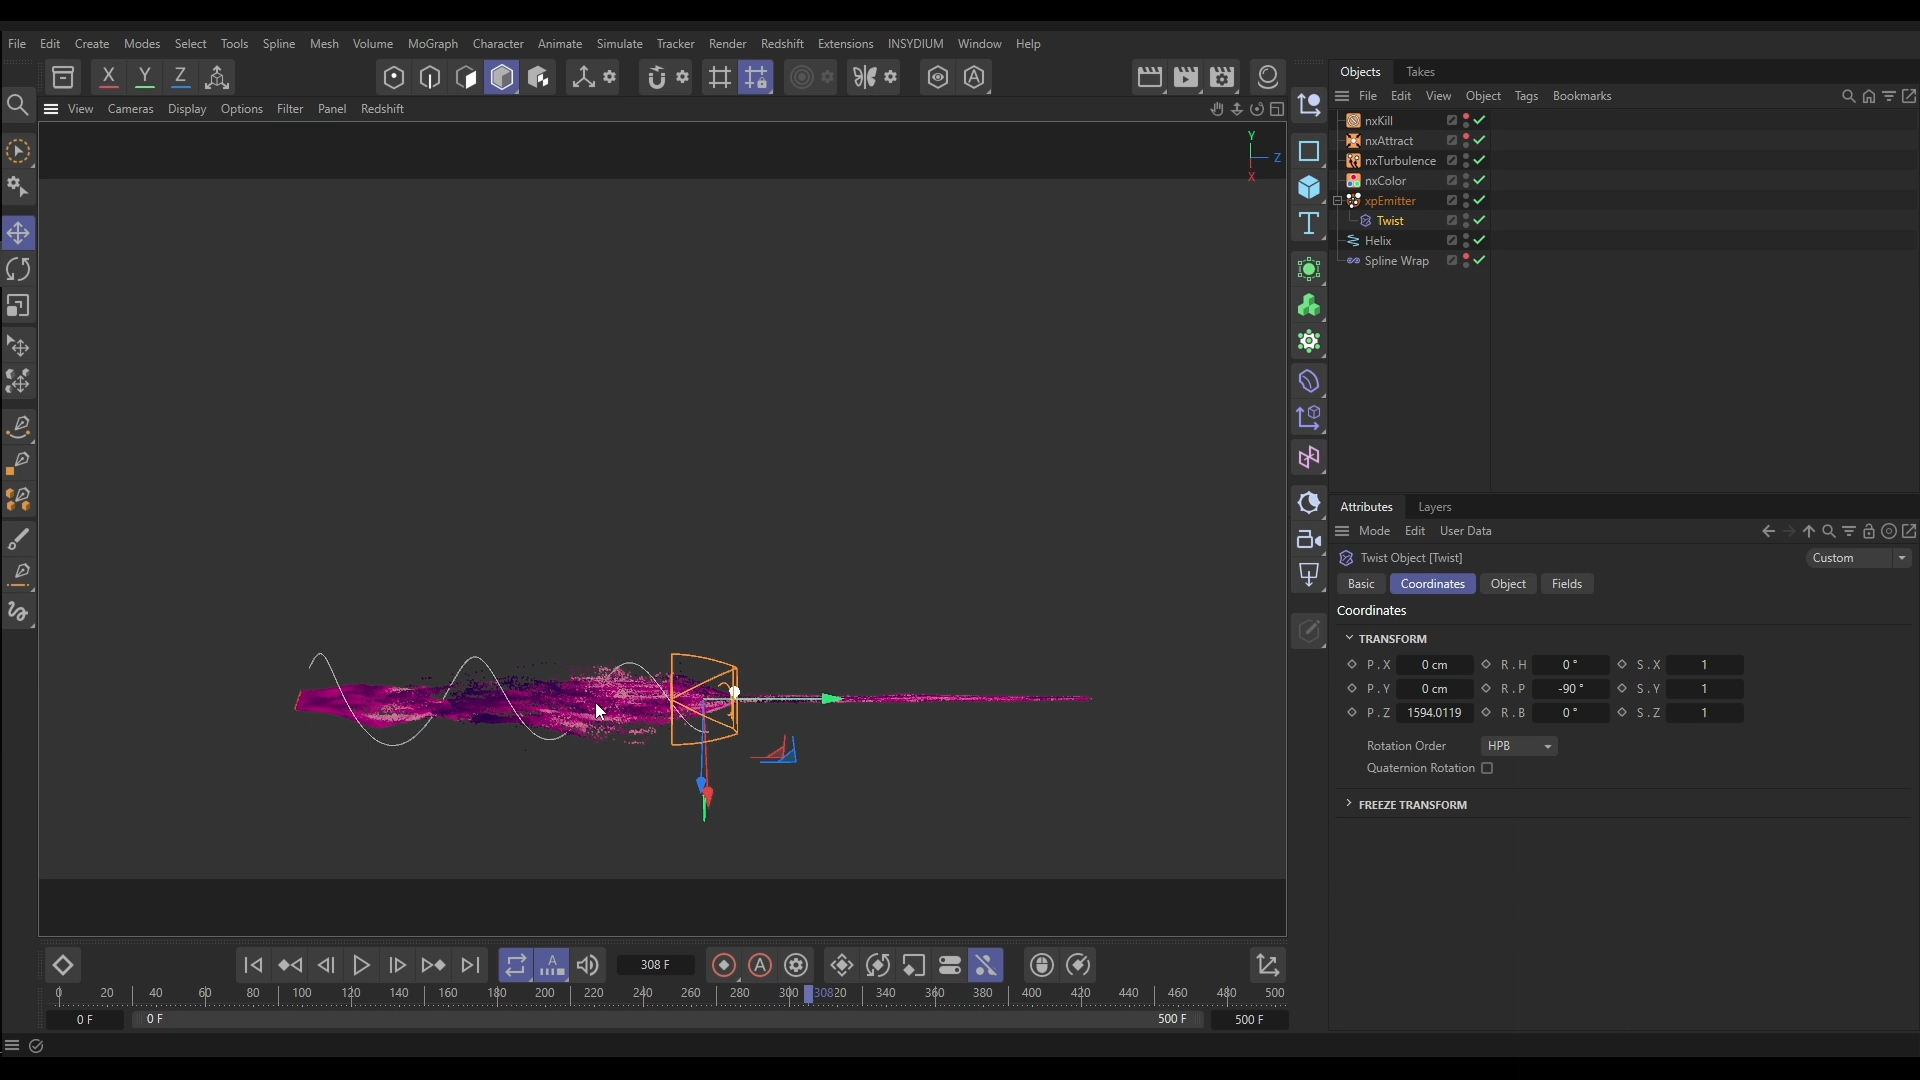 File Edit Create Modes Select Tools Spline Mesh Volume MoGraph Character Animate Simulate Tracker Render Redshift Extensions INSYDIUM Window Help
X Y Z
Objects Takes
File Edit View Object Tags Bookmarks
View Cameras Display Options Filter Panel Redshift
nxKill
nxAttract
nxTurbulence
nxColor
xpEmitter
Twist
Helix
Spline Wrap
Y
Z
X
Attributes Layers
Mode Edit User Data
Twist Object [Twist] Custom
Basic Coordinates Object Fields
Coordinates
TRANSFORM
P . X 0 cm R . H 0 ° S . X 1
P . Y 0 cm R . P -90 ° S . Y 1
P . Z 1594.0119 R . B 0 ° S . Z 1
Rotation Order HPB
Quaternion Rotation
FREEZE TRANSFORM
A 308 F A
0 20 40 60 80 100 120 140 160 180 200 220 240 260 280 300 30820 340 360 380 400 420 440 460 480 500
0 F 0 F 500 F 500 F